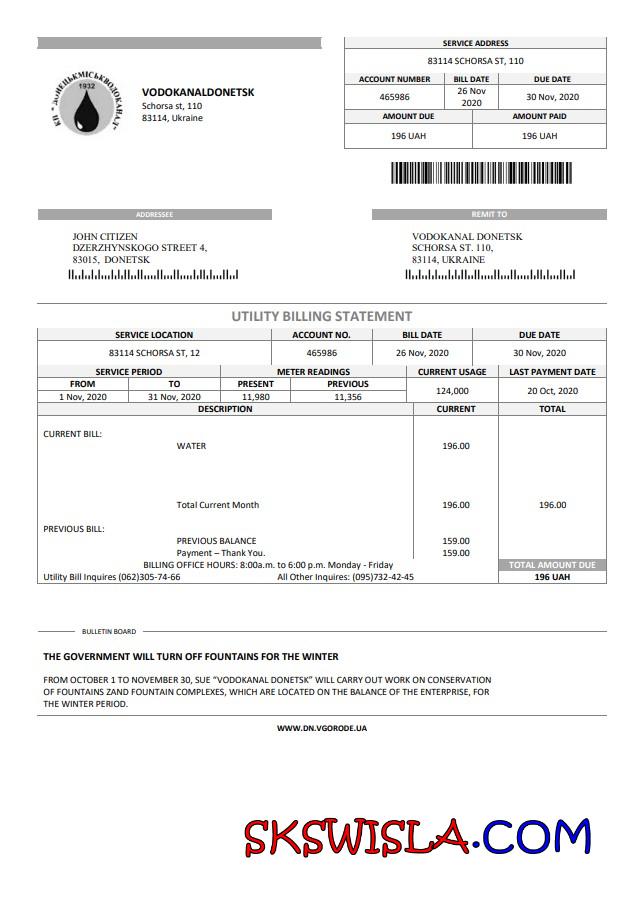 SERVICE ADDRESS
83114 SCHORSA ST, 110
ACCOUNT NUMBER BILL DATE DUE DATE
465986 26 Nov, 2020 30 Nov, 2020
AMOUNT DUE AMOUNT PAID
196 UAH 196 UAH
КП "ДОНЕЦЬКМІСЬКВОДОКАНАЛ"
1932
VODOKANALDONETSK
Schorsa st, 110
83114, Ukraine
ADDRESSEE
JOHN CITIZEN
DZERZHYNSKOGO STREET 4,
83015, DONETSK
REMIT TO
VODOKANAL DONETSK
SCHORSA ST. 110,
83114, UKRAINE
UTILITY BILLING STATEMENT
SERVICE LOCATION ACCOUNT NO. BILL DATE DUE DATE
83114 SCHORSA ST, 12 465986 26 Nov, 2020 30 Nov, 2020
SERVICE PERIOD METER READINGS CURRENT USAGE LAST PAYMENT DATE
FROM TO PRESENT PREVIOUS 124,000 20 Oct, 2020
1 Nov, 2020 31 Nov, 2020 11,980 11,356
DESCRIPTION CURRENT TOTAL
CURRENT BILL:
WATER 196.00
Total Current Month 196.00 196.00
PREVIOUS BILL:
PREVIOUS BALANCE 159.00
Payment – Thank You. 159.00
BILLING OFFICE HOURS: 8:00a.m. to 6:00 p.m. Monday - Friday TOTAL AMOUNT DUE
Utility Bill Inquires (062)305-74-66 All Other Inquires: (095)732-42-45 196 UAH
BULLETIN BOARD
THE GOVERNMENT WILL TURN OFF FOUNTAINS FOR THE WINTER
FROM OCTOBER 1 TO NOVEMBER 30, SUE "VODOKANAL DONETSK" WILL CARRY OUT WORK ON CONSERVATION
OF FOUNTAINS ZAND FOUNTAIN COMPLEXES, WHICH ARE LOCATED ON THE BALANCE OF THE ENTERPRISE, FOR
THE WINTER PERIOD.
WWW.DN.VGORODE.UA
SKSWISLA.COM